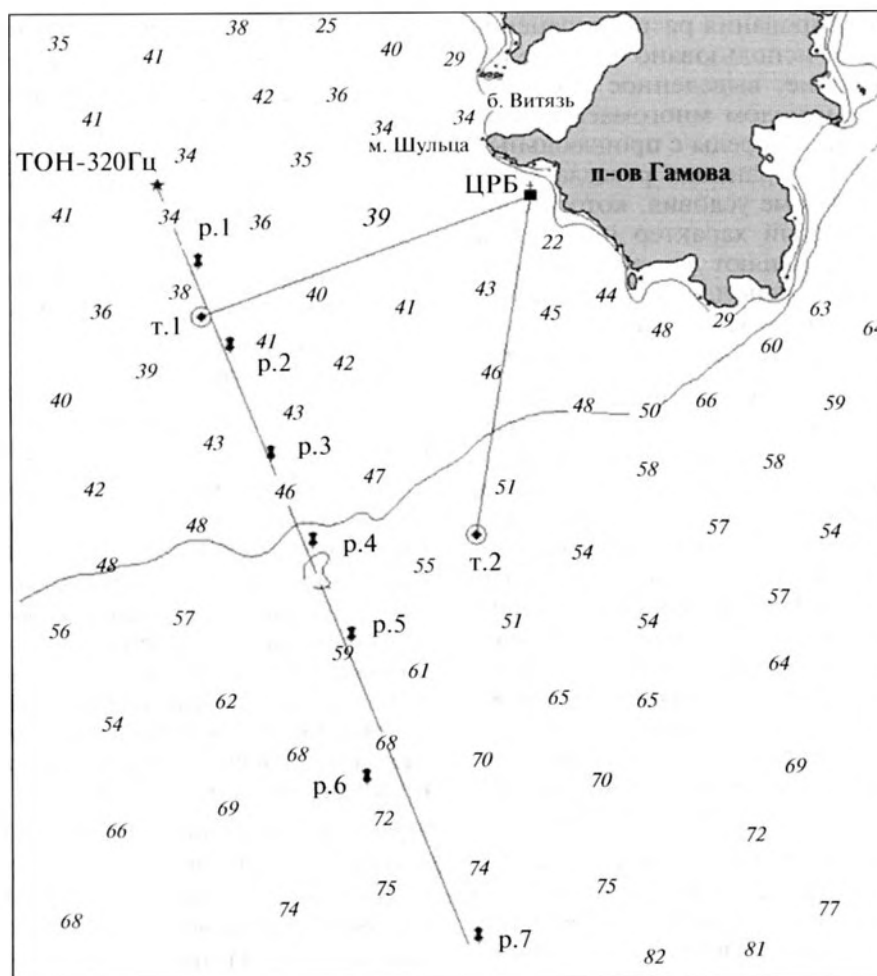 38 25
35 41 40 29
42 36
41 34 34
б. Витязь
м. Шульца
ТОН-320Гц 34 35
п-ов Гамова
ЦРБ
41 34 36 39
р.1 22
38 40 43 44
36 41 45 29 63
т.1 48 64
р.2 41 60
39 42 46
40 43 48 50 66 59
43 р.3 47 58 58
42 46 51
48 57 54
р.4 т.2
48 55 54
57 51 54 57
56 р.5
59 61 64
62 65 65
54
68 68 70 69
р.6 70
69 72
66 72
74
75 75
68 74 77
р.7 81
82